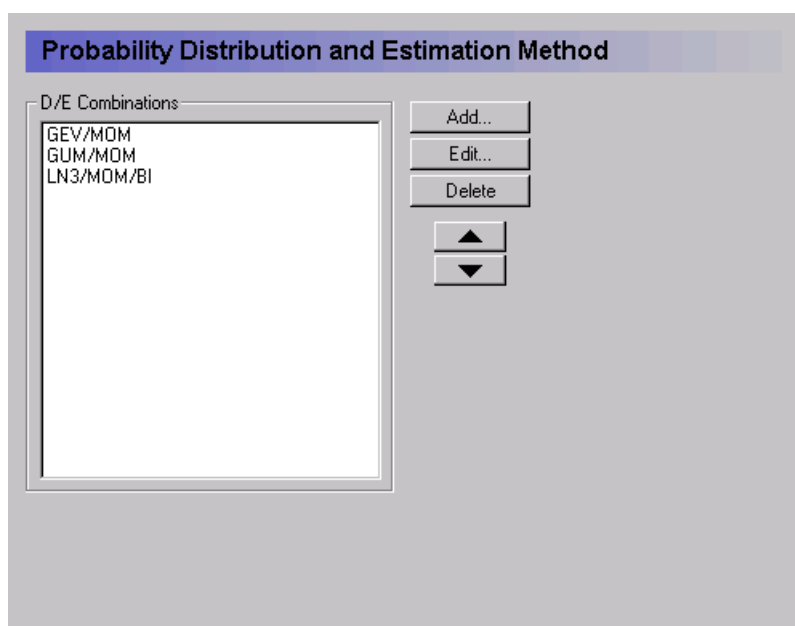 Probability Distribution and Estimation Method
D/E Combinations
GEV/MOM
GUM/MOM
LN3/MOM/BI
Add...
Edit...
Delete